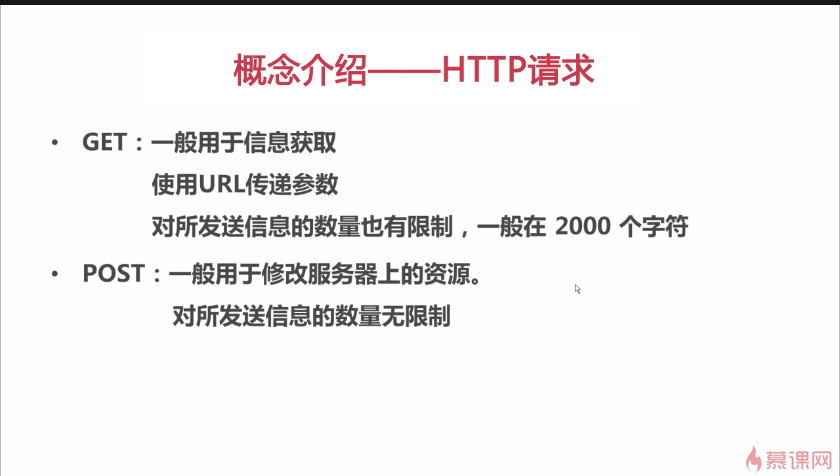 概念介绍——HTTP请求
• GET：一般用于信息获取
使用URL传递参数
对所发送信息的数量也有限制，一般在 2000 个字符
• POST：一般用于修改服务器上的资源。
对所发送信息的数量无限制
慕课网